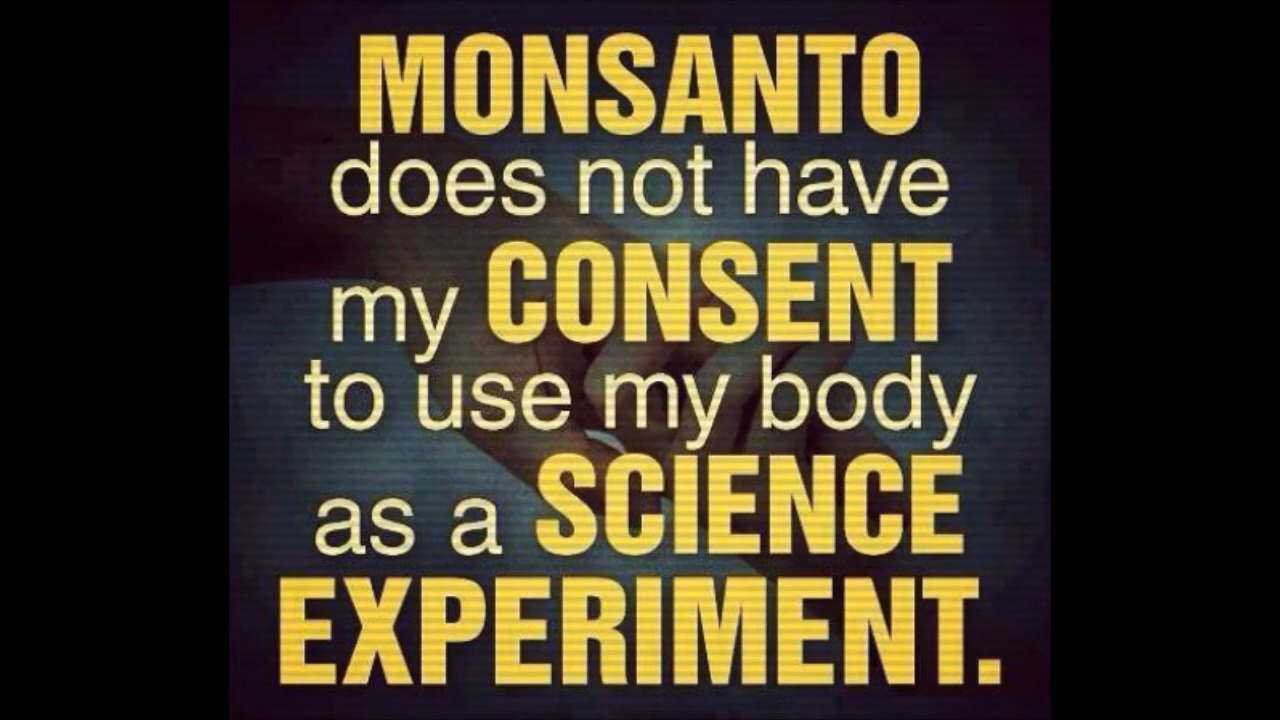 MONSANTO
does not have
my CONSENT
to use my body
as a SCIENCE
EXPERIMENT.